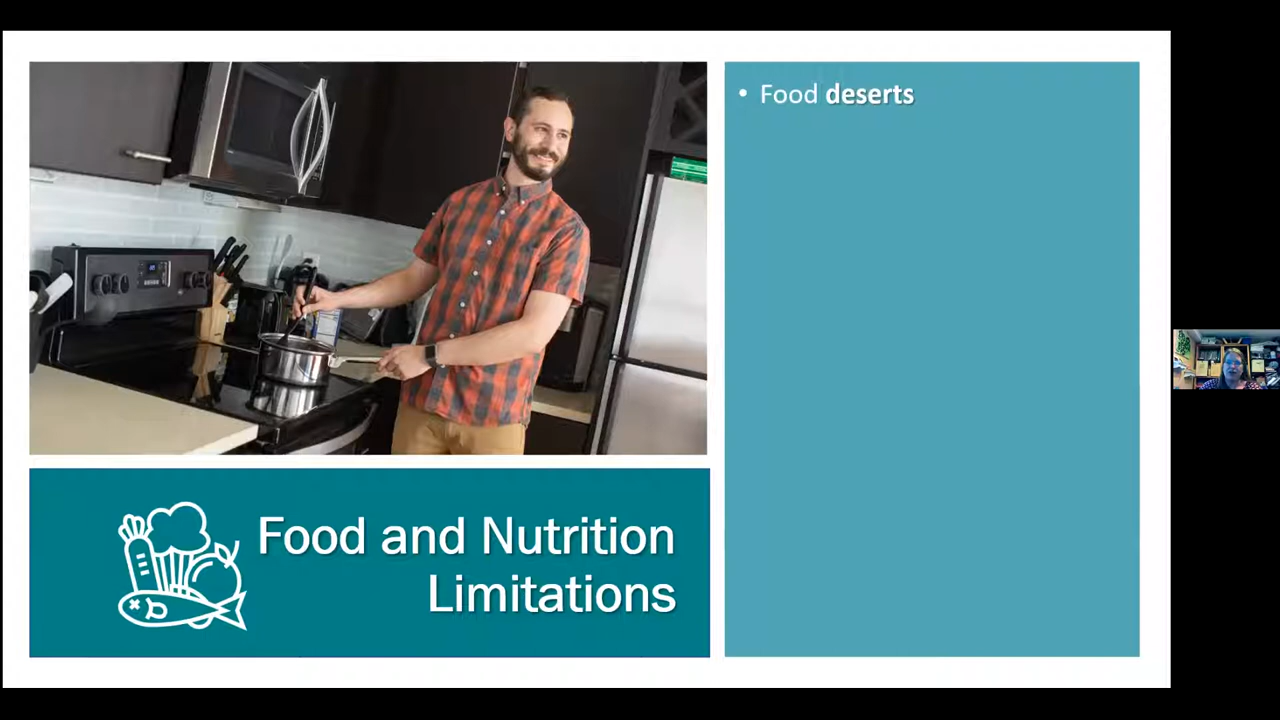 • Food deserts
Food and Nutrition
Limitations